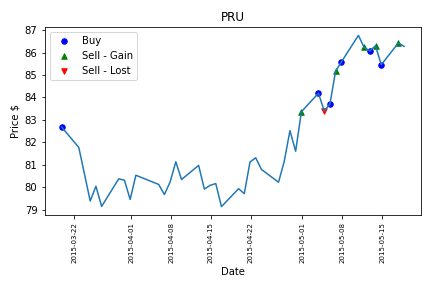 PRU
Buy
Sell - Gain
Sell - Lost
Price $
87
86
85
84
83
82
81
80
79
2015-03-22
2015-04-01
2015-04-08
2015-04-15
2015-04-22
2015-05-01
2015-05-08
2015-05-15
Date